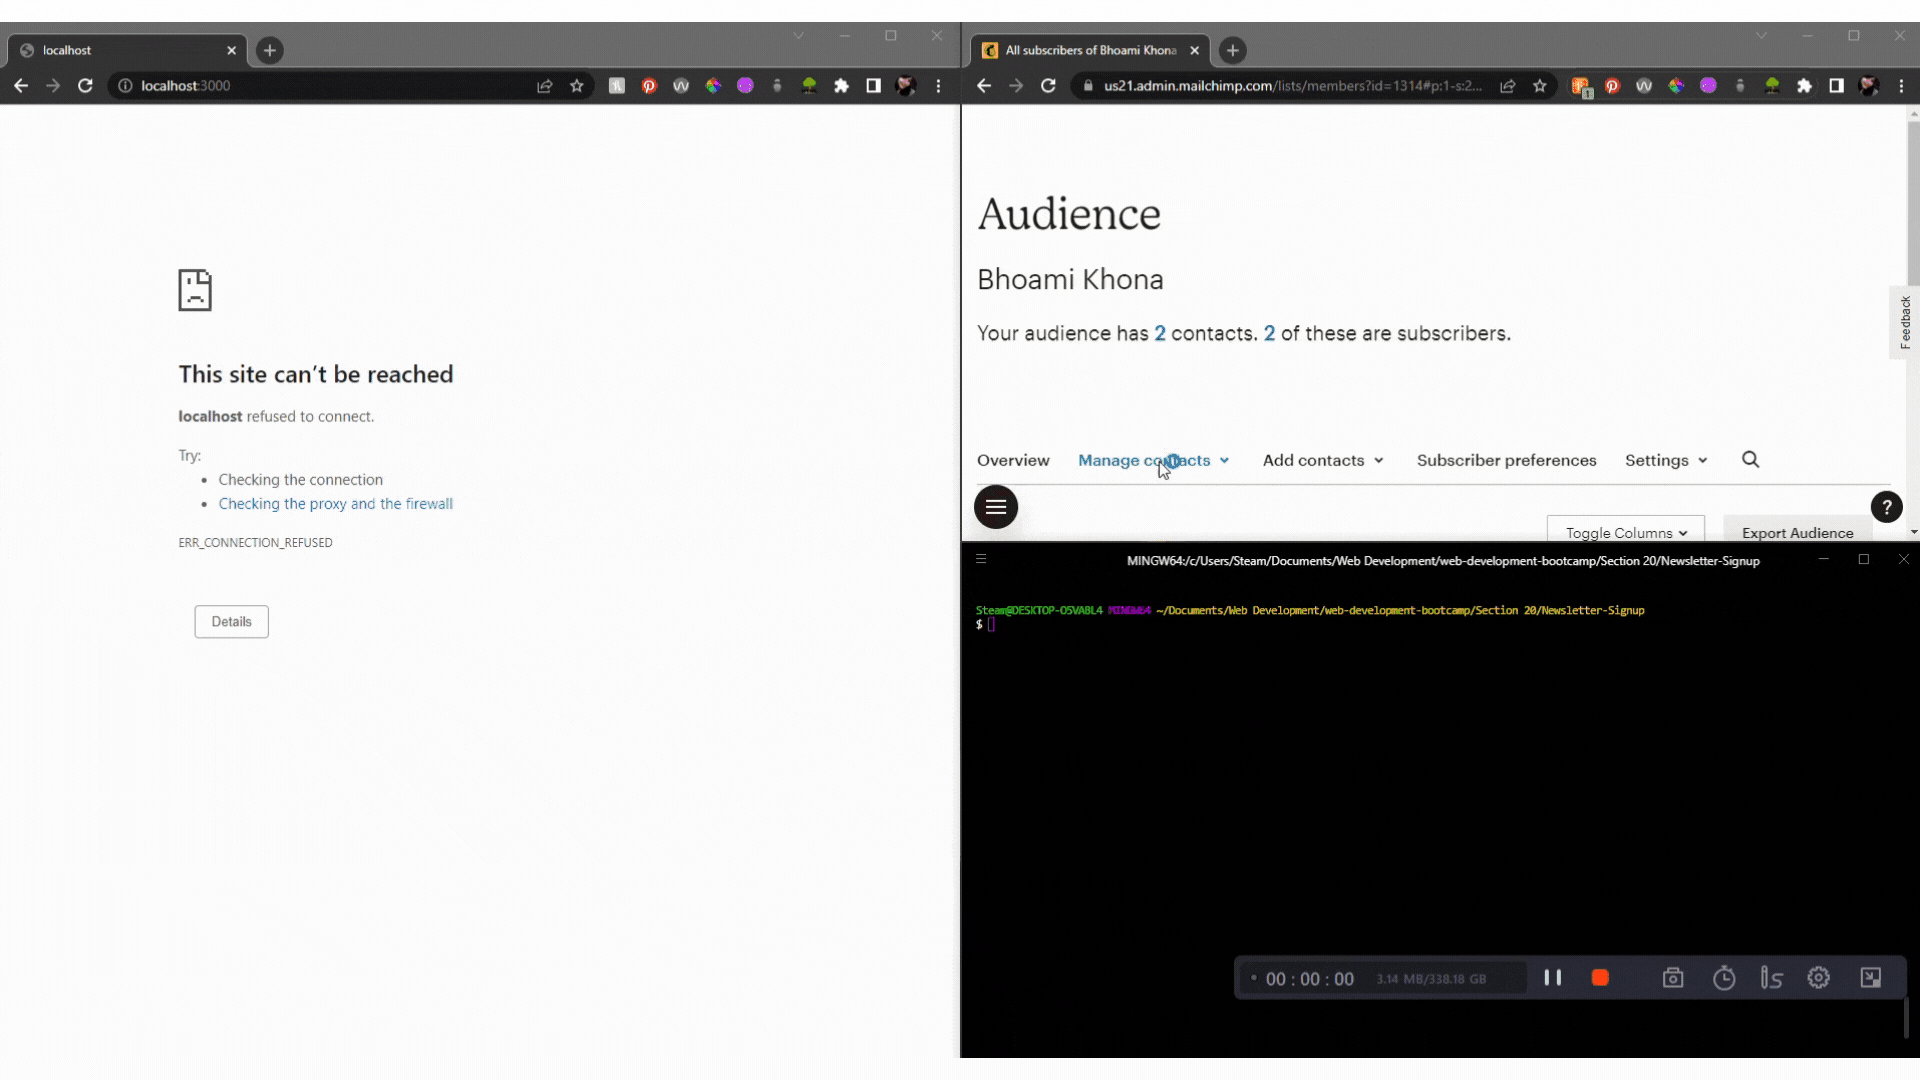 localhost
localhost:3000
This site can’t be reached
localhost refused to connect.
Try:
Checking the connection
Checking the proxy and the firewall
ERR_CONNECTION_REFUSED
Details
All subscribers of Bhoami Khona
us21.admin.mailchimp.com/lists/members?id=1314#p:1-s:2...
1
Audience
Bhoami Khona
Your audience has 2 contacts. 2 of these are subscribers.
Feedback
Overview Manage contacts Add contacts Subscriber preferences Settings
?
Toggle Columns Export Audience
MINGW64:/c/Users/Steam/Documents/Web Development/web-development-bootcamp/Section 20/Newsletter-Signup
Steam@DESKTOP-O5VABL4 MINGW64 ~/Documents/Web Development/web-development-bootcamp/Section 20/Newsletter-Signup
$
00 : 00 : 00 3.14 MB/338.18 GB